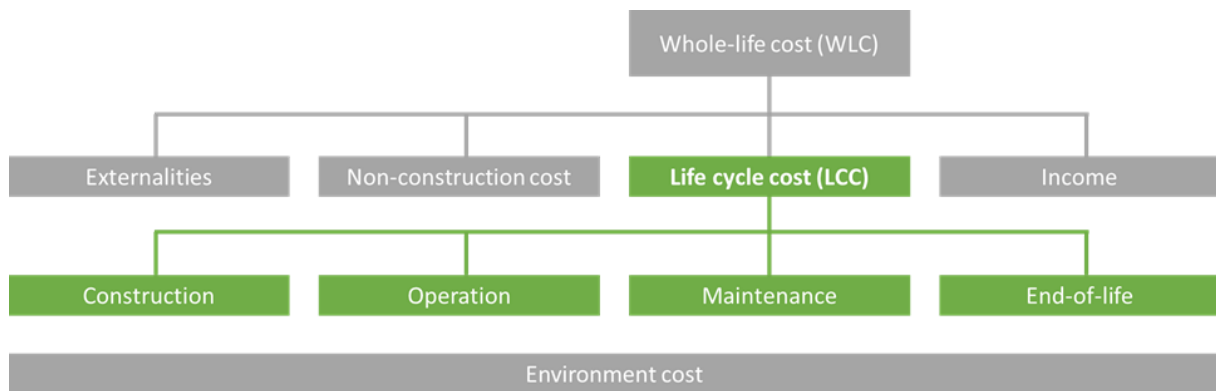 Whole-life cost (WLC)
Externalities
Non-construction cost
Life cycle cost (LCC)
Income
Construction
Operation
Maintenance
End-of-life
Environment cost